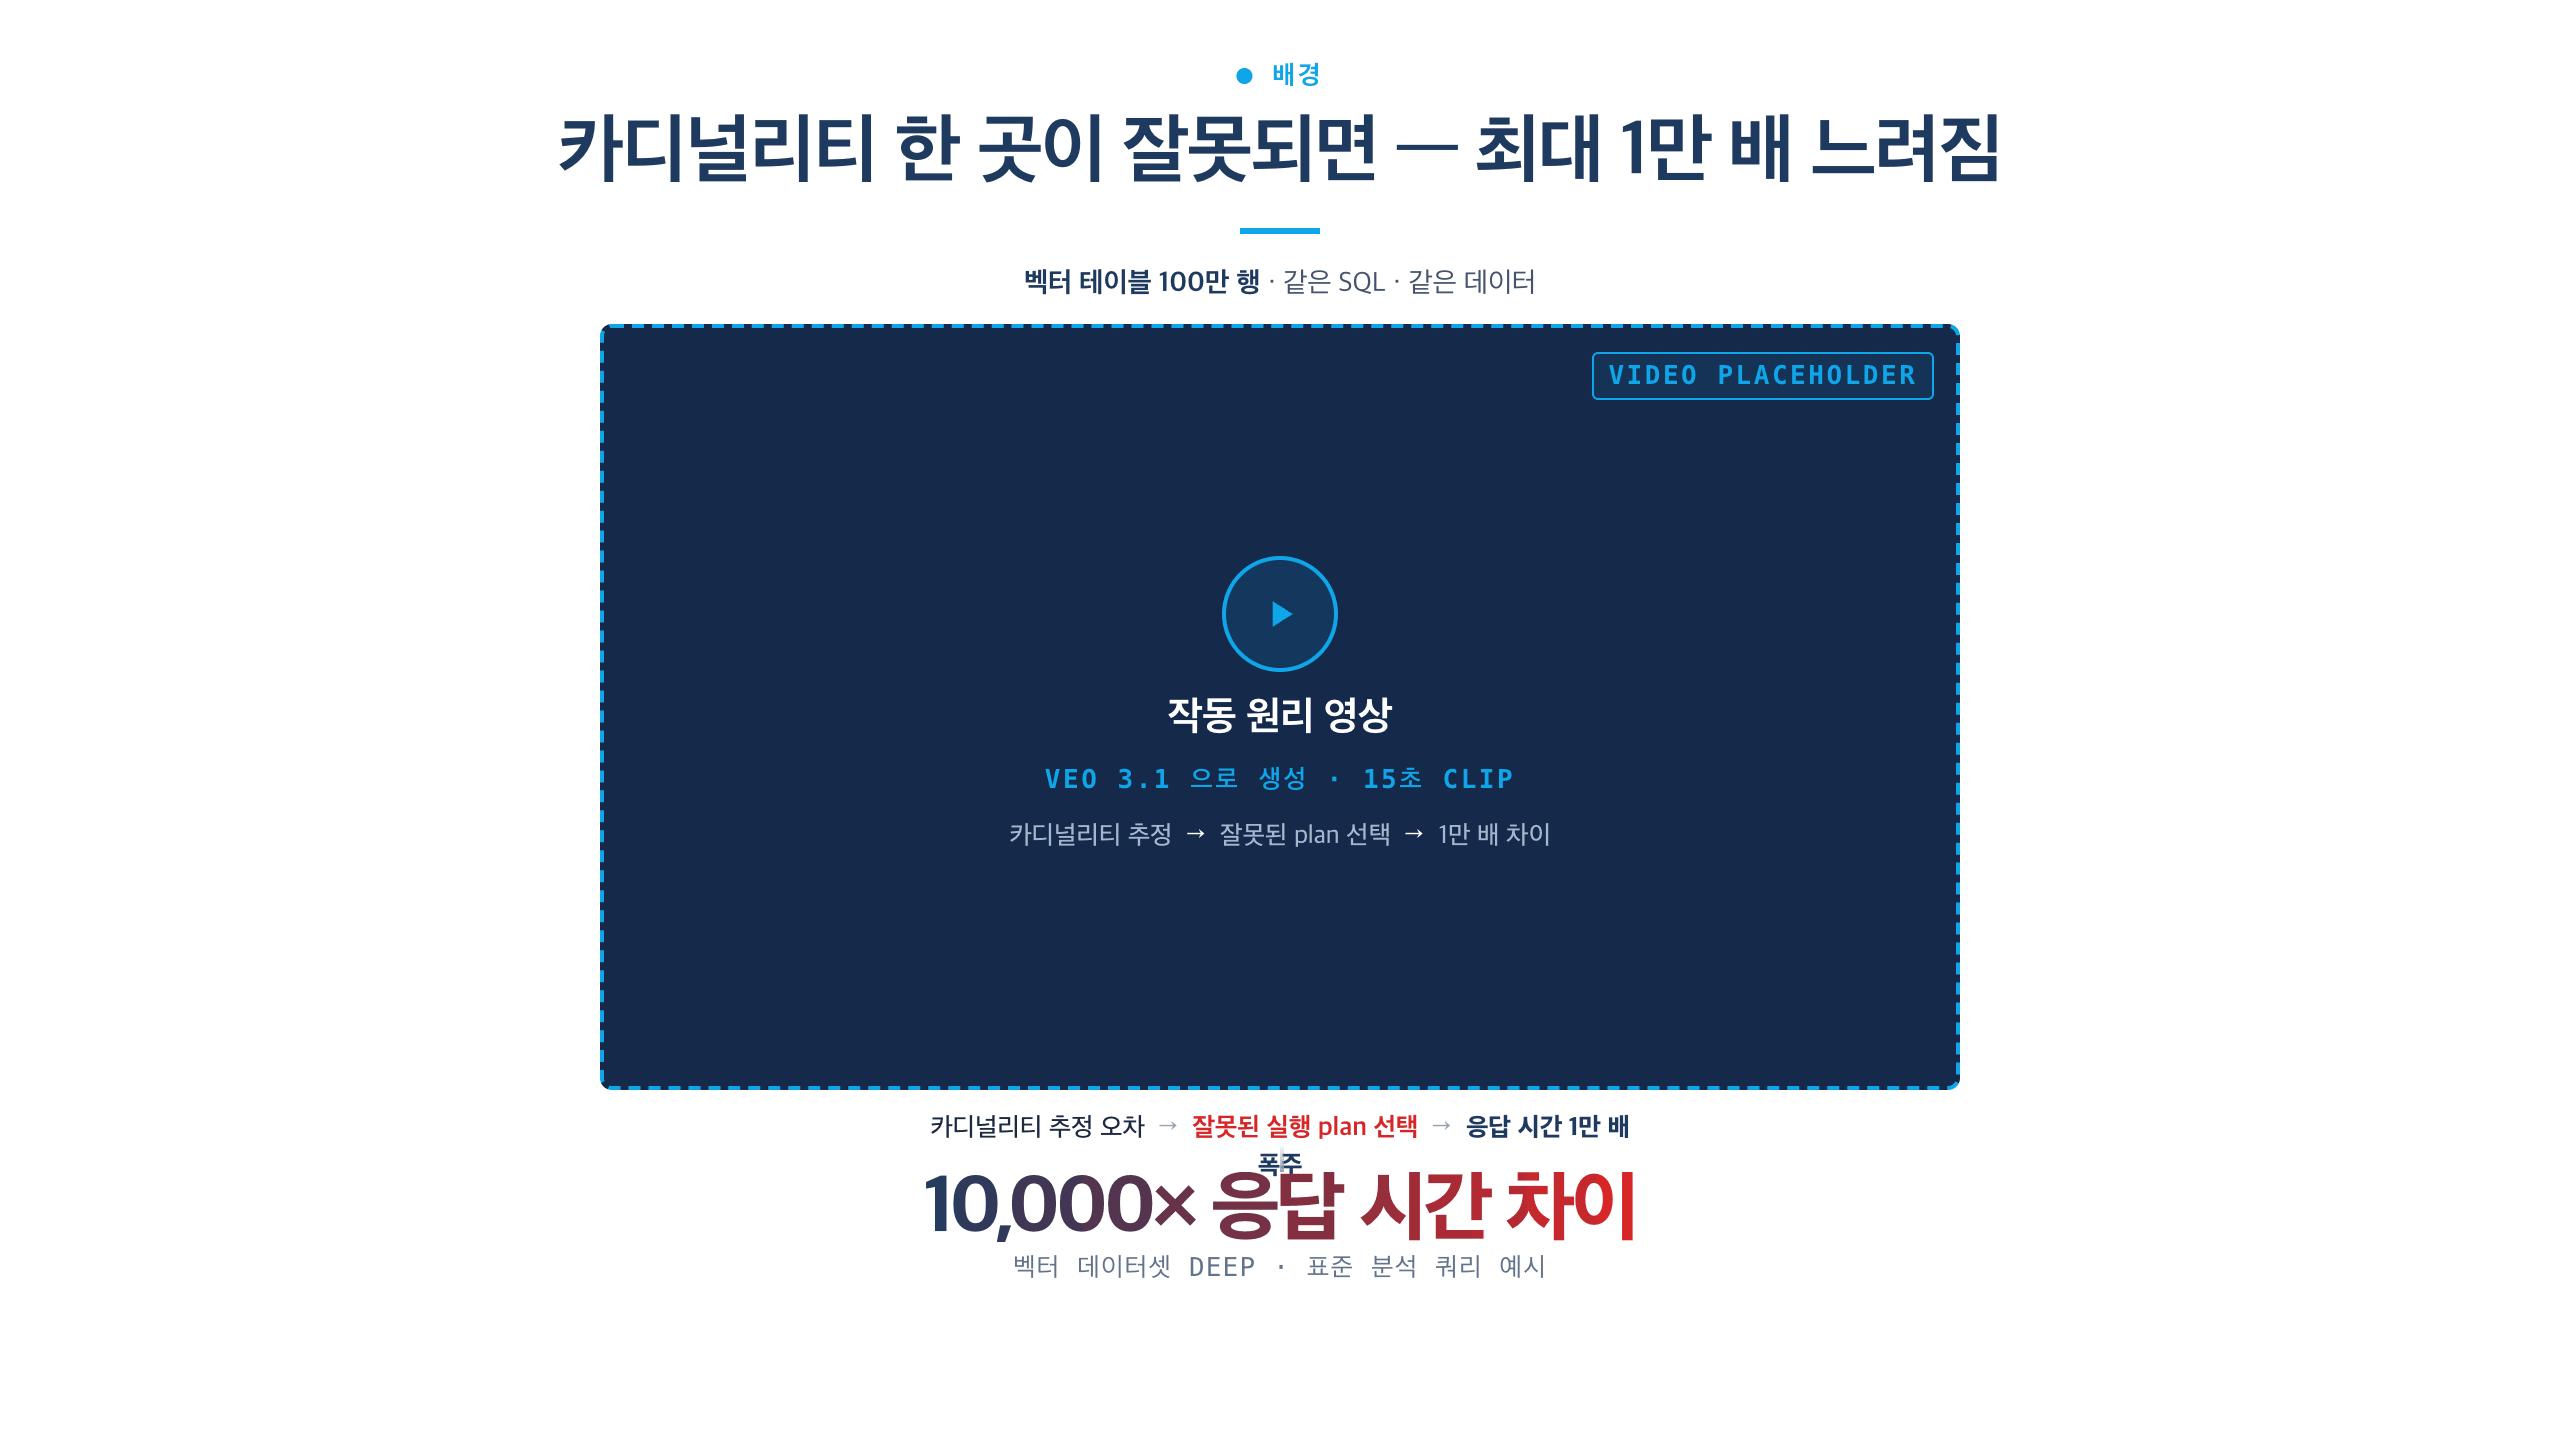 배경
카디널리티 한 곳이 잘못되면 — 최대 1만 배 느려짐
벡터 테이블 100만 행 · 같은 SQL · 같은 데이터
VIDEO PLACEHOLDER
작동 원리 영상
VEO 3.1 으로 생성 · 15초 CLIP
카디널리티 추정 → 잘못된 plan 선택 → 1만 배 차이
카디널리티 추정 오차 → 잘못된 실행 plan 선택 → 응답 시간 1만 배
폭주
10,000× 응답 시간 차이
벡터 데이터셋 DEEP · 표준 분석 쿼리 예시